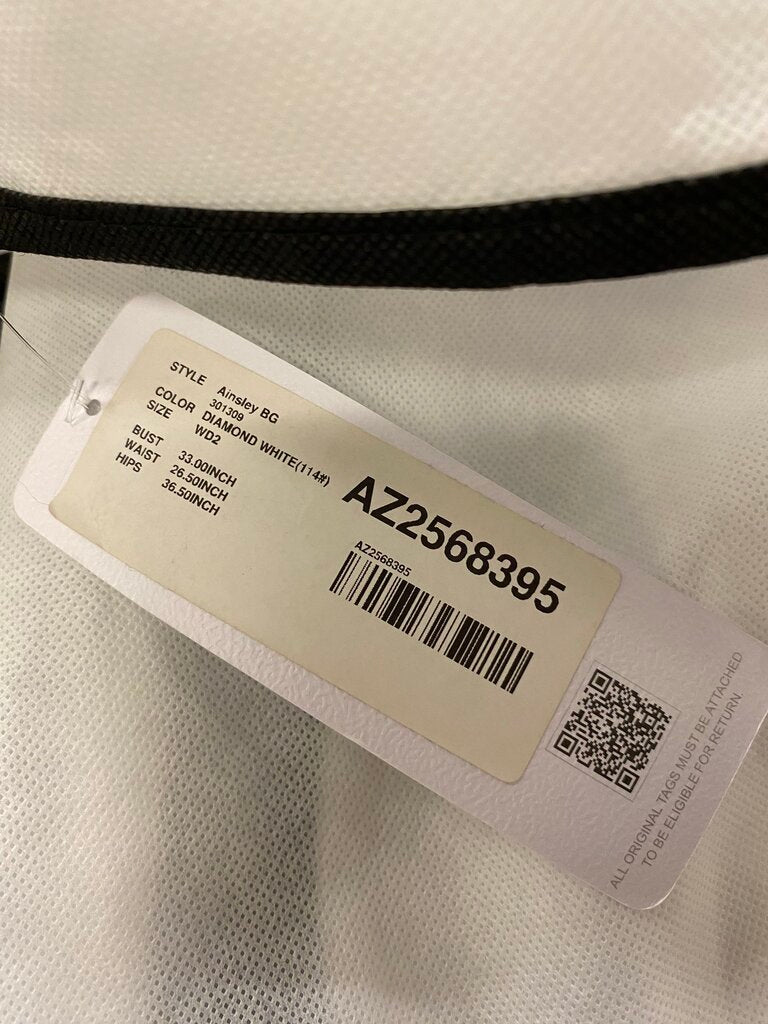 STYLE Ainsley BG
301309
COLOR DIAMOND WHITE(114#)
SIZE WD2
BUST 33.00INCH
WAIST 26.50INCH
HIPS 36.50INCH
AZ2568395
AZ2568395
ALL ORIGINAL TAGS MUST BE ATTACHED
TO BE ELIGIBLE FOR RETURN.